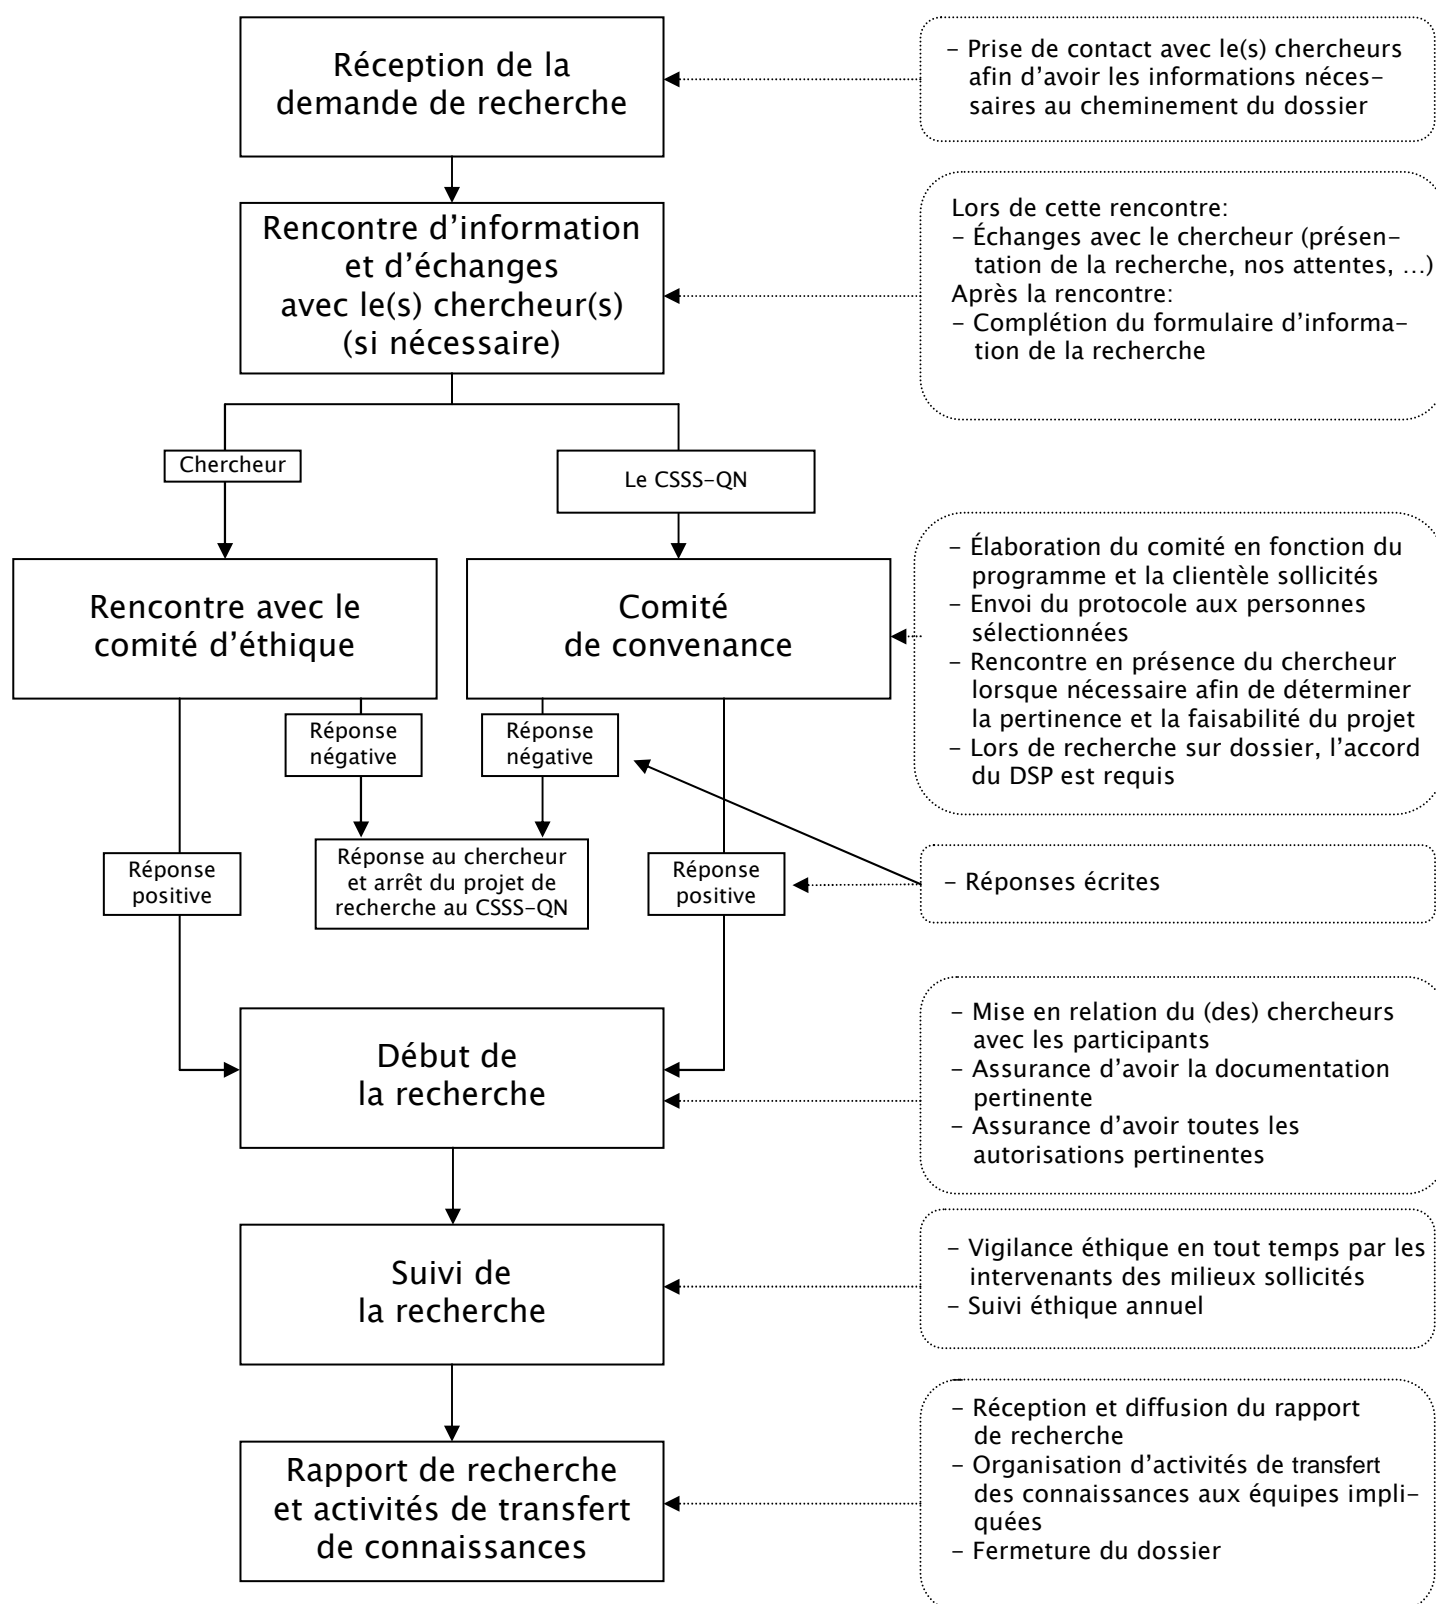 Réception de la
demande de recherche
– Prise de contact avec le(s) chercheurs
afin d'avoir les informations néces–
saires au cheminement du dossier
Rencontre d'information
et d'échanges
avec le(s) chercheur(s)
(si nécessaire)
Lors de cette rencontre:
– Échanges avec le chercheur (présen–
tation de la recherche, nos attentes, …)
Après la rencontre:
– Complétion du formulaire d'informa–
tion de la recherche
Chercheur
Le CSSS–QN
Rencontre avec le
comité d'éthique
Comité
de convenance
– Élaboration du comité en fonction du
programme et la clientèle sollicités
– Envoi du protocole aux personnes
sélectionnées
– Rencontre en présence du chercheur
lorsque nécessaire afin de déterminer
la pertinence et la faisabilité du projet
– Lors de recherche sur dossier, l'accord
du DSP est requis
Réponse
négative
Réponse
négative
Réponse
positive
Réponse au chercheur
et arrêt du projet de
recherche au CSSS–QN
Réponse
positive
– Réponses écrites
Début de
la recherche
– Mise en relation du (des) chercheurs
avec les participants
– Assurance d'avoir la documentation
pertinente
– Assurance d'avoir toutes les
autorisations pertinentes
Suivi de
la recherche
– Vigilance éthique en tout temps par les
intervenants des milieux sollicités
– Suivi éthique annuel
Rapport de recherche
et activités de transfert
de connaissances
– Réception et diffusion du rapport
de recherche
– Organisation d'activités de transfert
des connaissances aux équipes impli–
quées
– Fermeture du dossier